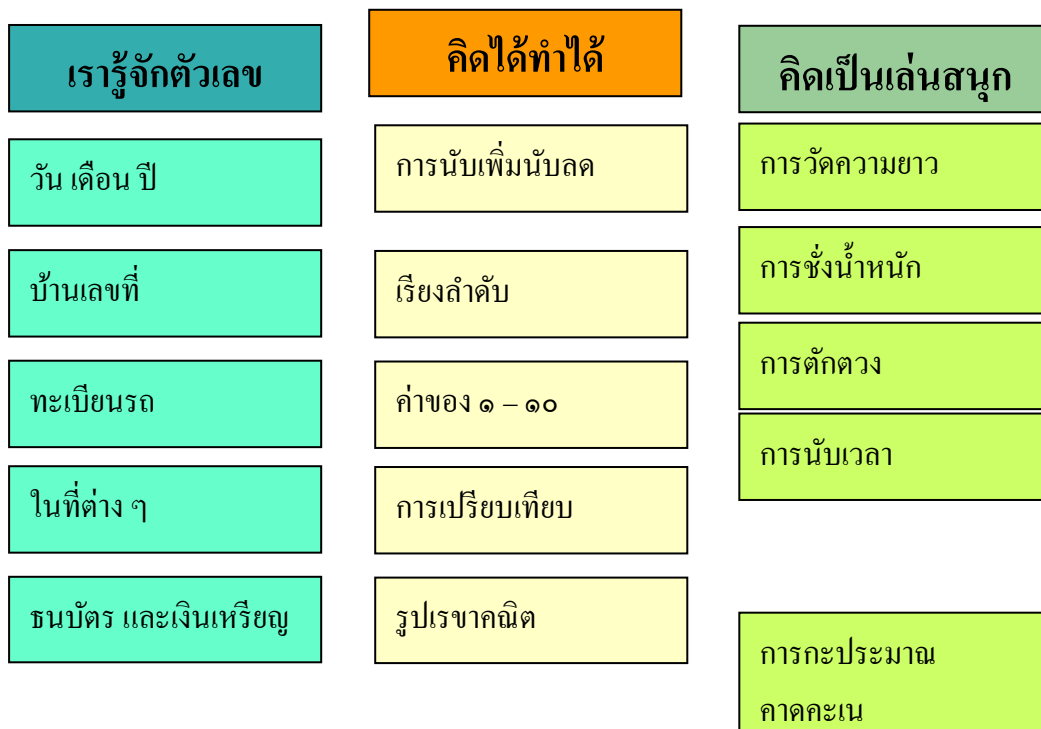 เรารู้จักตัวเลข
วัน เดือน ปี
บ้านเลขที่
ทะเบียนรถ
ในที่ต่าง ๆ
ธนบัตร และเงินเหรียญ
คิดได้ทำได้
การนับเพิ่มนับลด
เรียงลำดับ
ค่าของ ๑ – ๑๐
การเปรียบเทียบ
รูปเรขาคณิต
คิดเป็นเล่นสนุก
การวัดความยาว
การชั่งน้ำหนัก
การตักตวง
การนับเวลา
การกะประมาณ
คาดคะเน